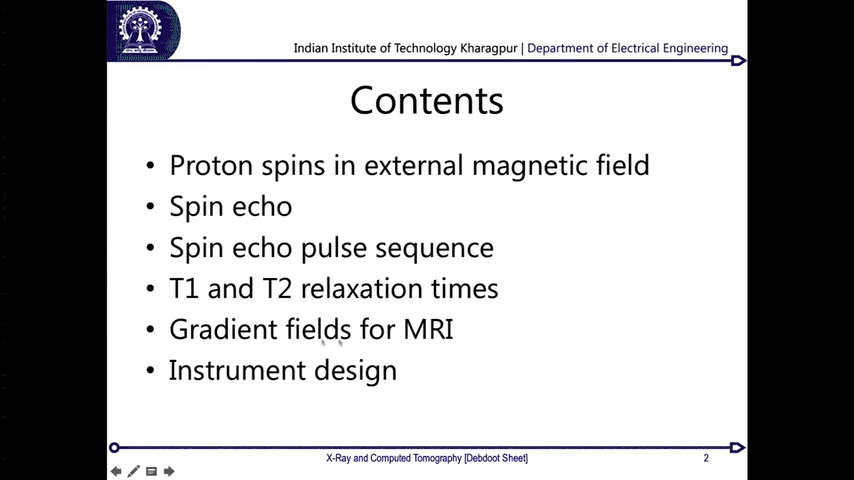 Indian Institute of Technology Kharagpur | Department of Electrical Engineering
Contents
• Proton spins in external magnetic field
• Spin echo
• Spin echo pulse sequence
• T1 and T2 relaxation times
• Gradient fields for MRI
• Instrument design
X-Ray and Computed Tomography [Debdoot Sheet]
2